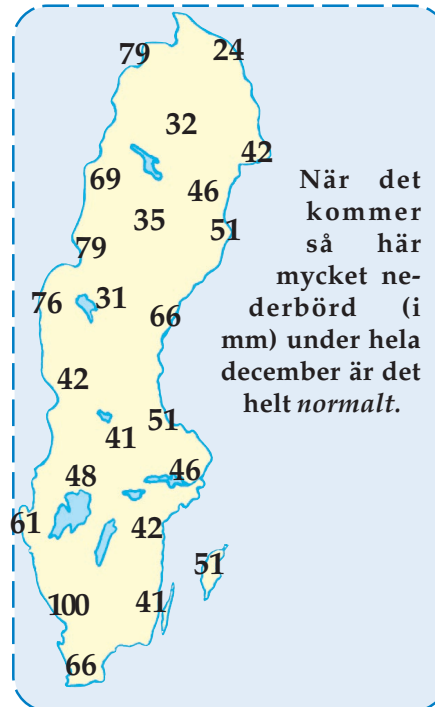 79 24
32
42
69
46
35
51
79
När det
kommer
så här
mycket ne-
derbörd (i
mm) under hela
december är det
helt normalt.
76 31
66
42
51
41
48 46
61
42
51
100 41
66